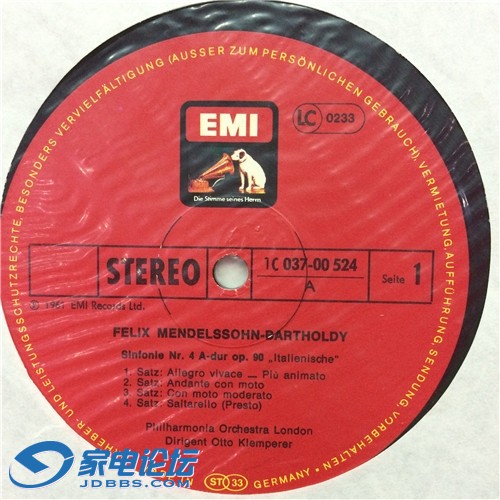 URHEBER- UND LEISTUNGSSCHUTZRECHTE, BESONDERS VERVIELFÄLTIGUNG (AUSSER ZUM PERSÖNLICHEN GEBRAUCH), VERMIETUNG, AUFFÜHRUNG, SENDUNG, VORBEHALTEN
EMI
LC 0233
Die Stimme seines Herrn
STEREO
1C 037-00 524
A
Seite 1
℗ 1961 EMI Records Ltd.
FELIX MENDELSSOHN-BARTHOLDY
Sinfonie Nr. 4 A-dur op. 90 „Italienische"
1. Satz: Allegro vivace — Più animato
2. Satz: Andante con moto
3. Satz: Con moto moderato
4. Satz: Saltarello (Presto)
Philharmonia Orchestra London
Dirigent Otto Klemperer
ST 33
GERMANY •
家电论坛
JDBBS.COM